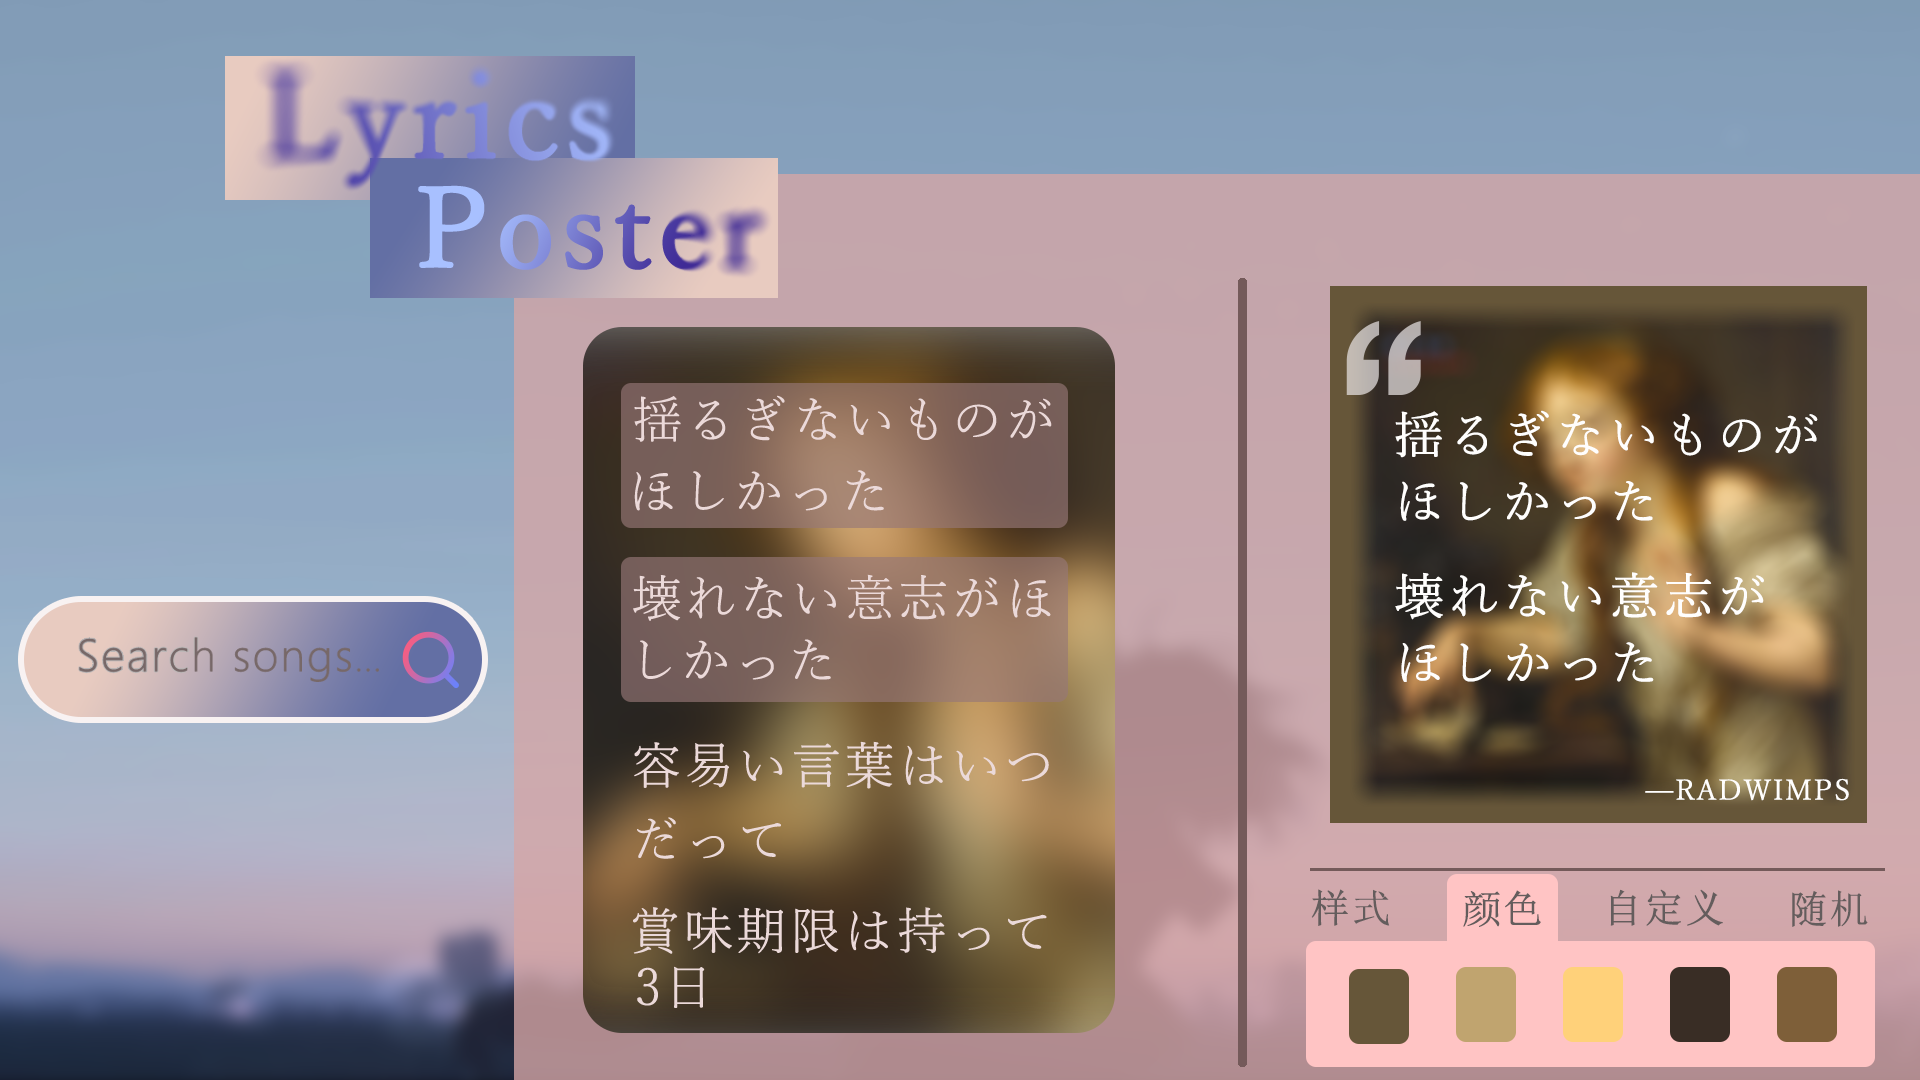 Lyrics
Poster
Search songs...
揺るぎないものが
ほしかった
壊れない意志がほ
しかった
容易い言葉はいつ
だって
賞味期限は持って
3日
“
揺るぎないものが
ほしかった
壊れない意志が
ほしかった
—RADWIMPS
样式 颜色 自定义 随机